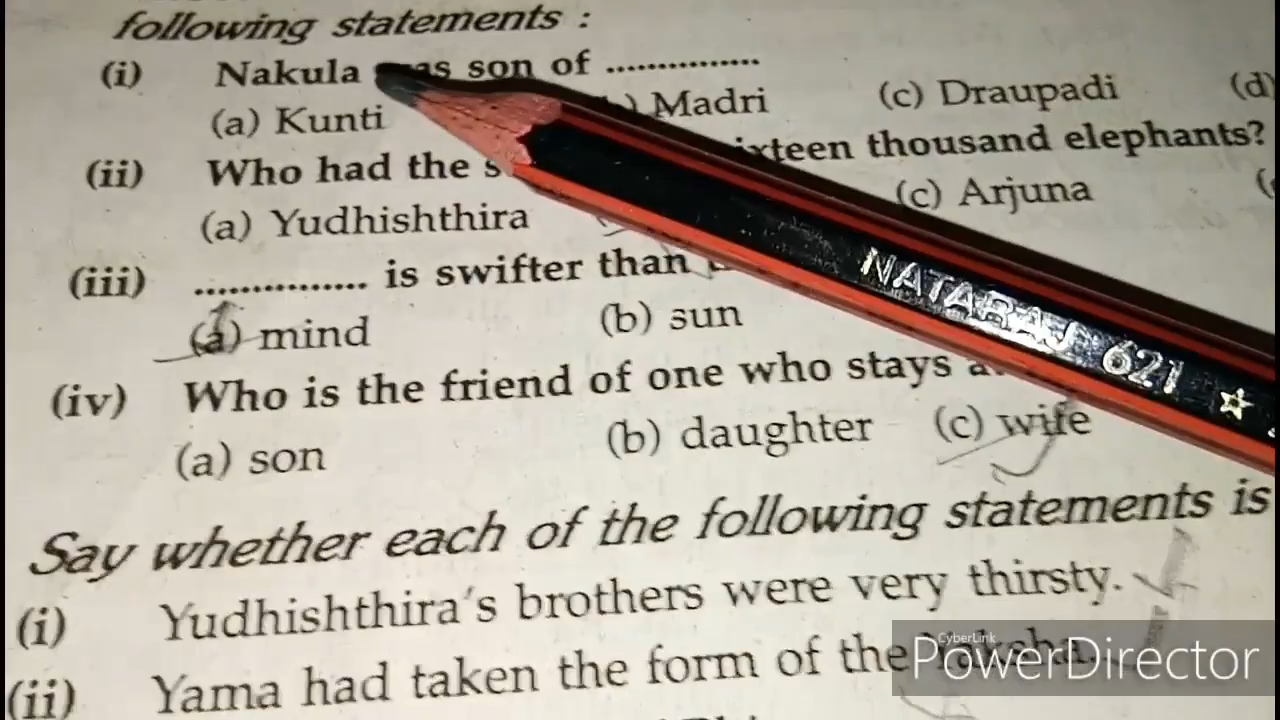 following statements :
(i) Nakula was son of ...............
(a) Kunti (b) Madri (c) Draupadi (d)
(ii) Who had the s ixteen thousand elephants?
(a) Yudhishthira (c) Arjuna
(iii) ............... is swifter than
(a) mind (b) sun
(iv) Who is the friend of one who stays
(a) son (b) daughter (c) wife
Say whether each of the following statements is
(i) Yudhishthira's brothers were very thirsty.
(ii) Yama had taken the form of the Yaksha.
NATARAJ 621
CyberLink
PowerDirector